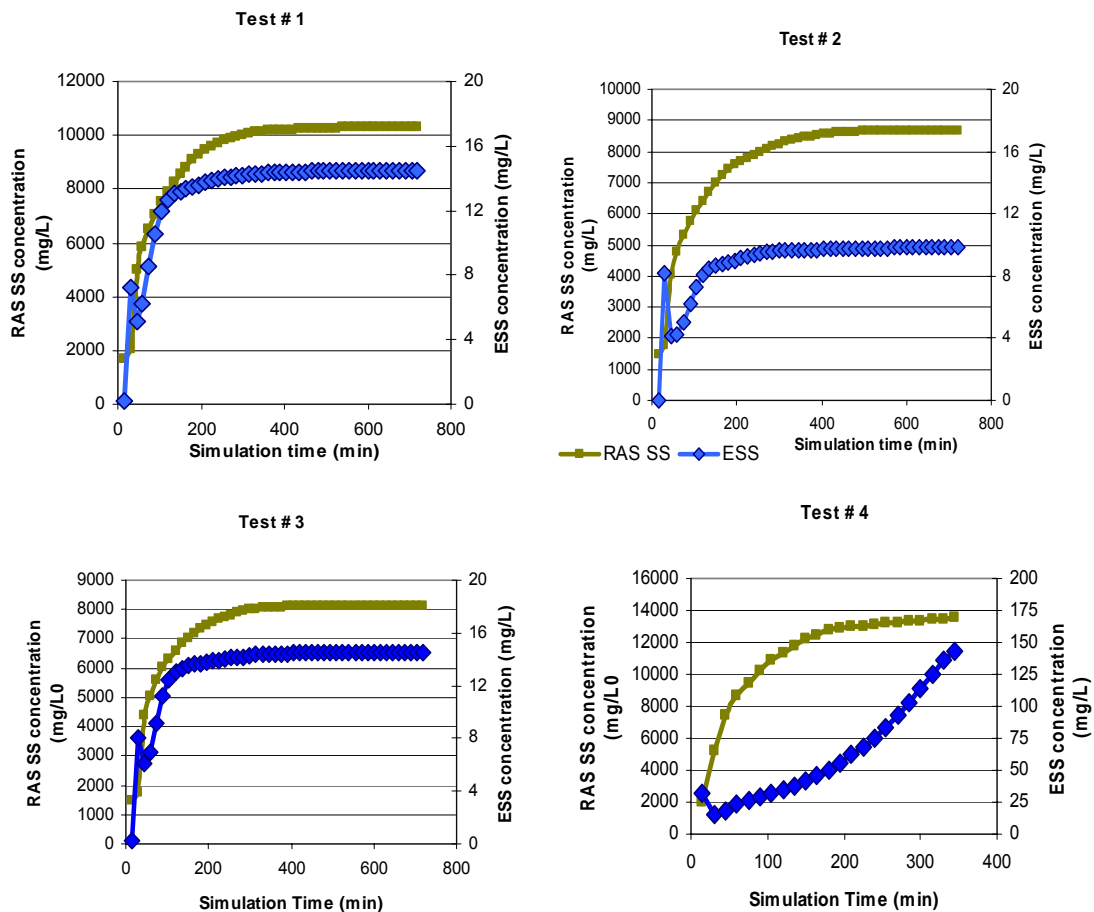 Test # 1
RAS SS concentration
(mg/L)
12000
10000
8000
6000
4000
2000
0
20
16
12
8
4
0
ESS concentration (mg/L)
0 200 400 600 800
Simulation time (min)
Test # 2
RAS SS concentration
(mg/L)
10000
9000
8000
7000
6000
5000
4000
3000
2000
1000
0
20
16
12
8
4
0
ESS concentration (mg/L)
0 200 400 600 800
Simulation time (min)
RAS SS ESS
Test # 3
RAS SS concentration
(mg/L0
9000
8000
7000
6000
5000
4000
3000
2000
1000
0
20
16
12
8
4
0
ESS concentration (mg/L)
0 200 400 600 800
Simulation Time (min)
Test # 4
RAS SS concentration
(mg/L0
16000
14000
12000
10000
8000
6000
4000
2000
0
200
175
150
125
100
75
50
25
0
ESS concentration
(mg/L)
0 100 200 300 400
Simulation Time (min)